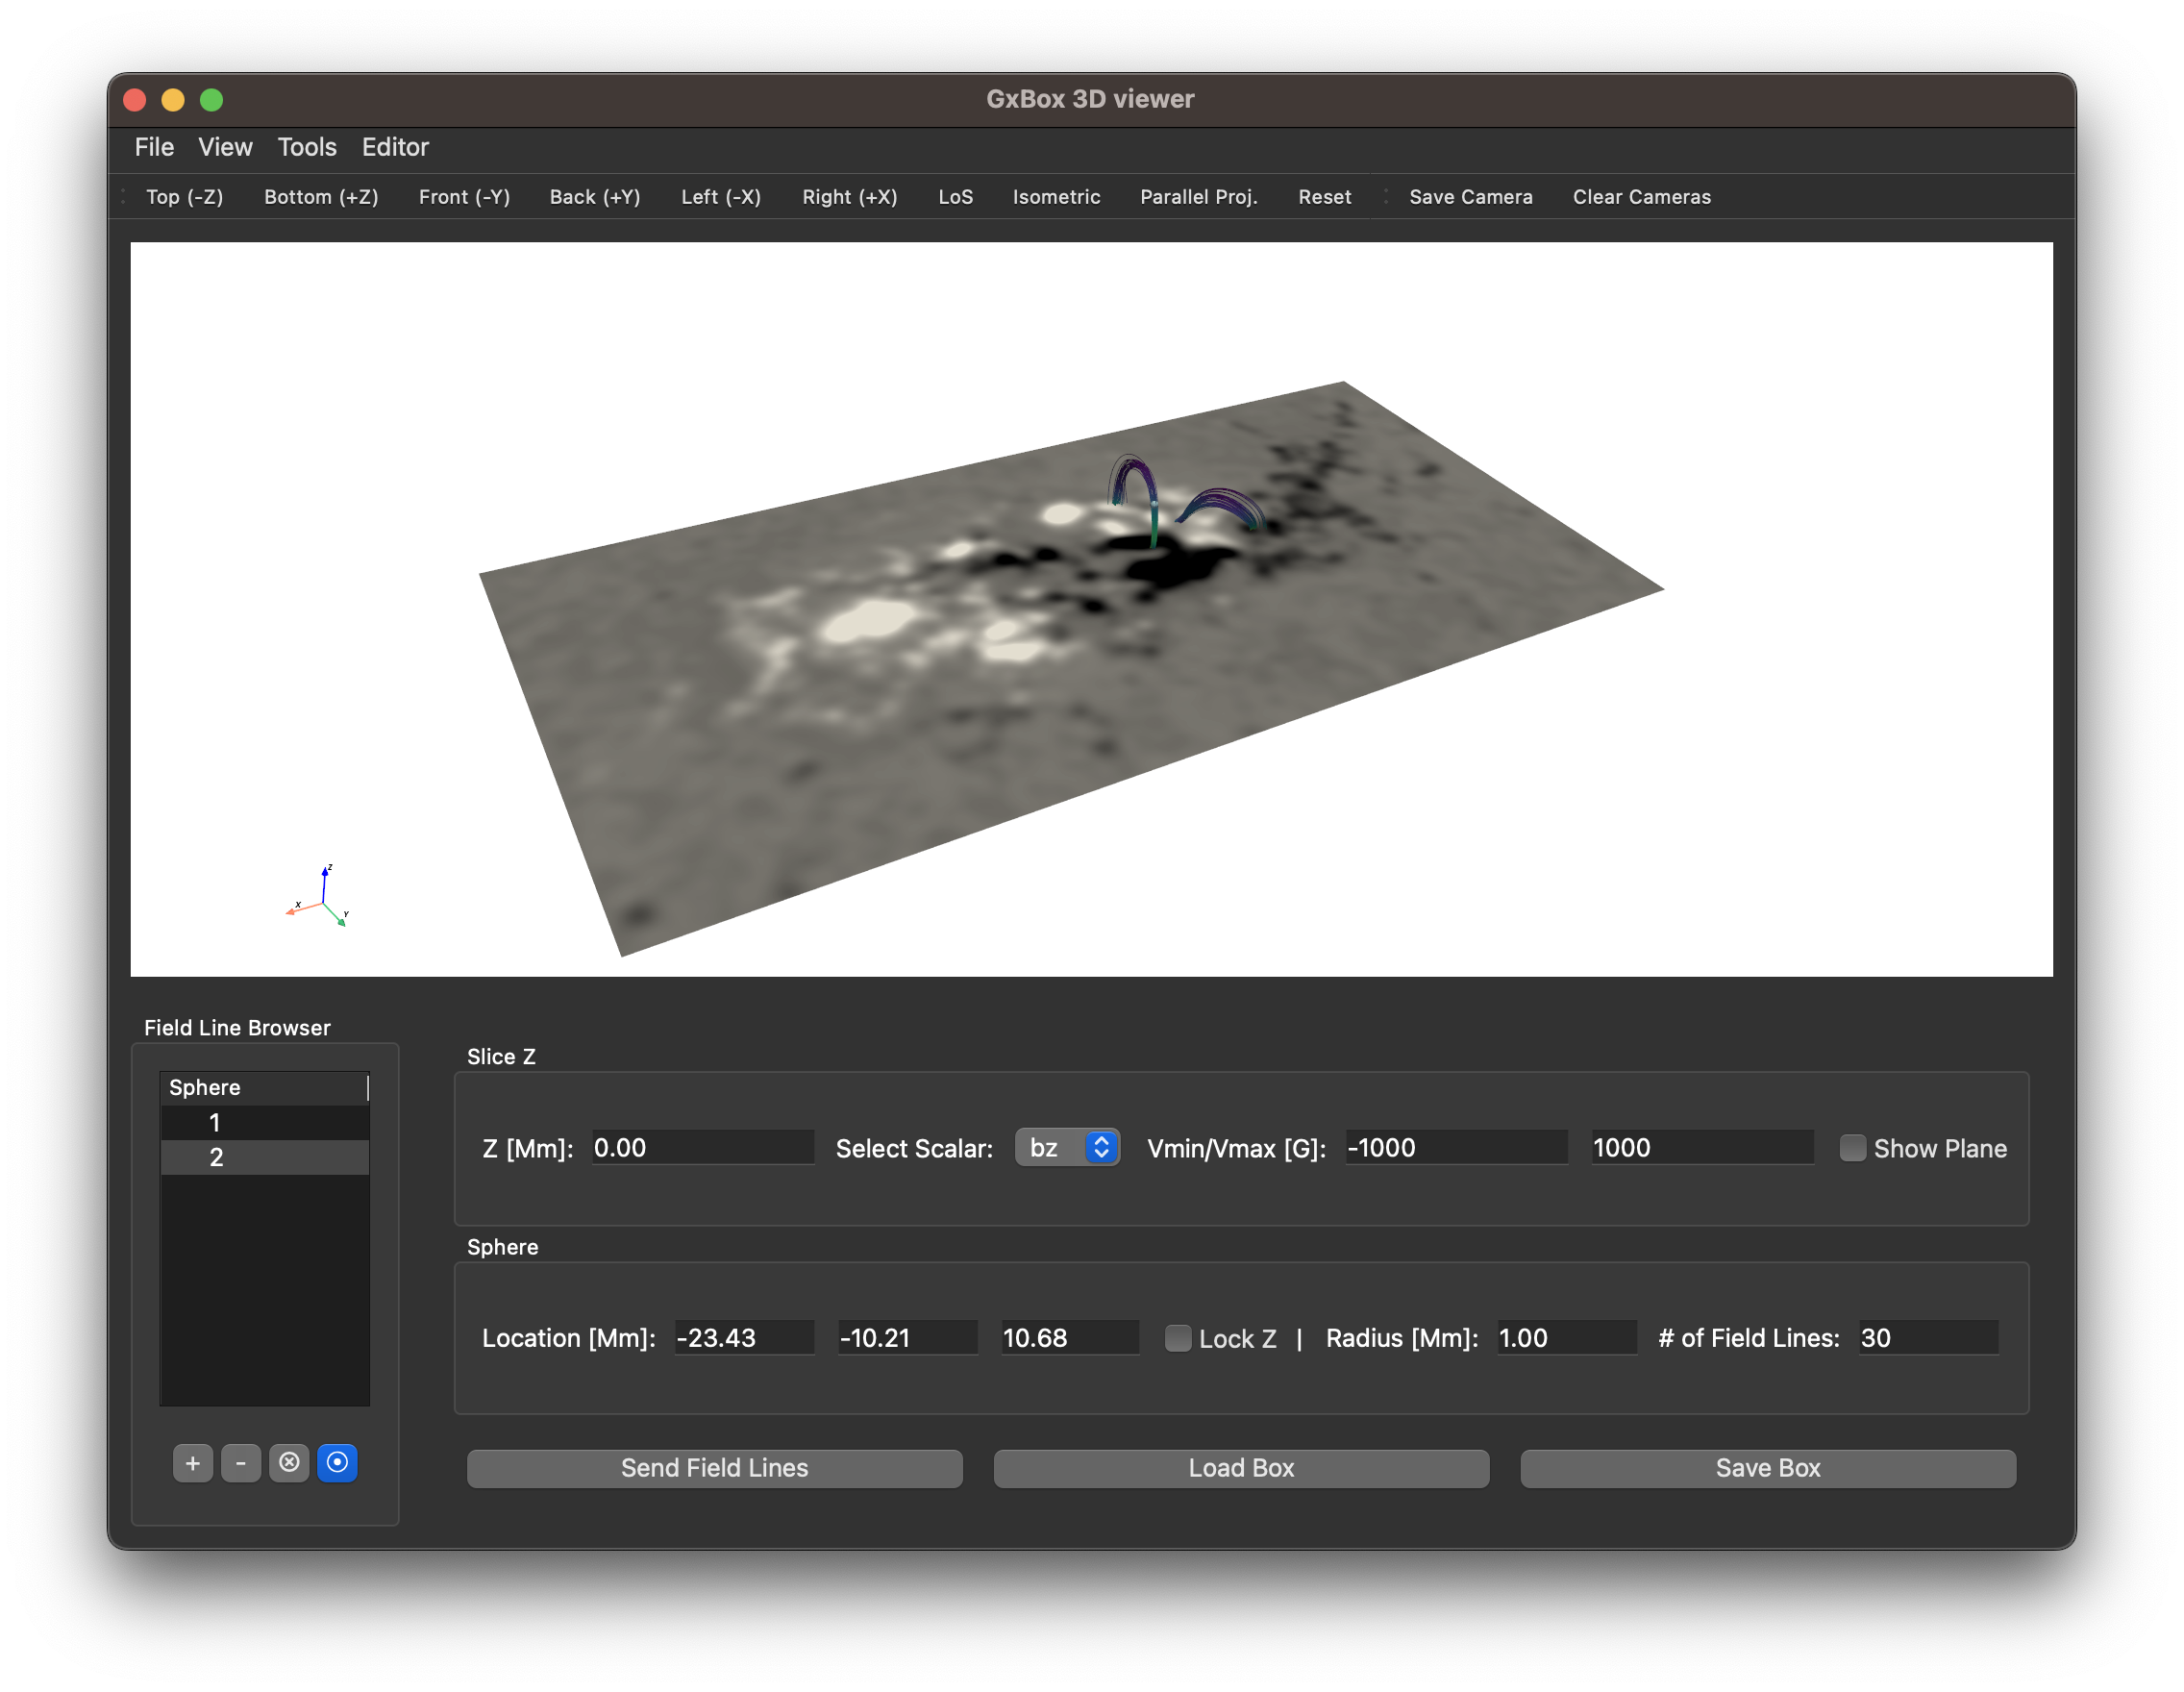 GxBox 3D viewer
File View Tools Editor
Top (-Z) Bottom (+Z) Front (-Y) Back (+Y) Left (-X) Right (+X) LoS Isometric Parallel Proj. Reset Save Camera Clear Cameras
Z
X
Y
Field Line Browser
Sphere
1
2
+ -
Slice Z
Z [Mm]: 0.00 Select Scalar: bz Vmin/Vmax [G]: -1000 1000 Show Plane
Sphere
Location [Mm]: -23.43 -10.21 10.68 Lock Z | Radius [Mm]: 1.00 # of Field Lines: 30
Send Field Lines Load Box Save Box